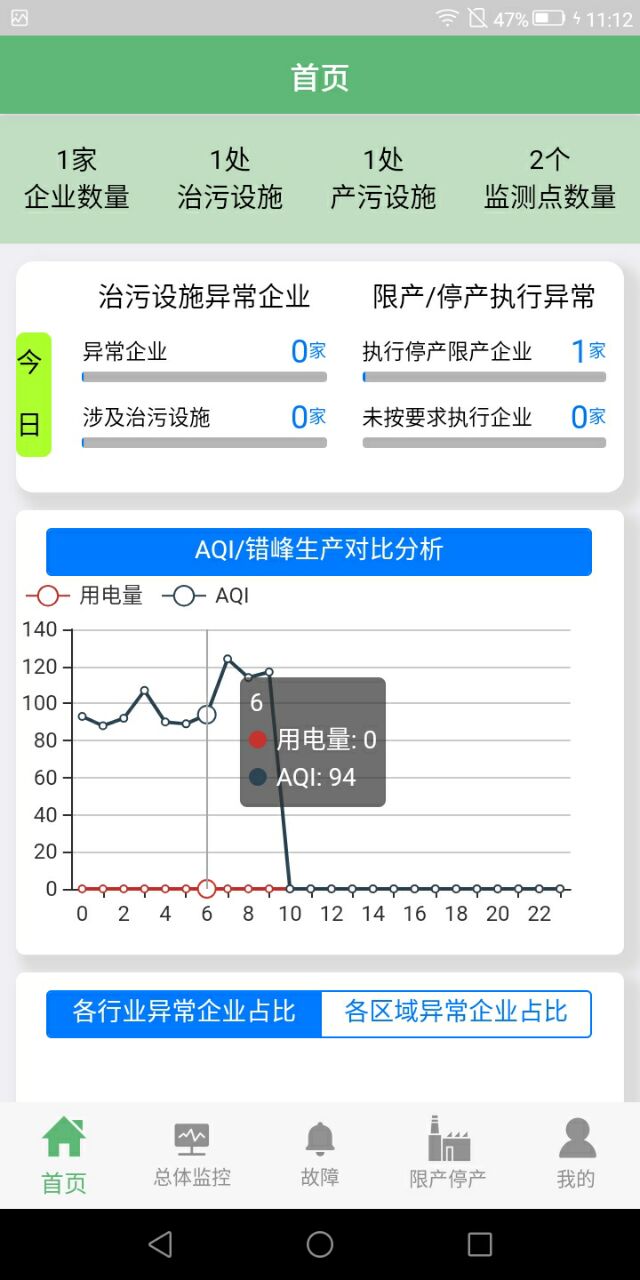 47% 11:12
首页
1家 1处 1处 2个
企业数量 治污设施 产污设施 监测点数量
今日
治污设施异常企业 限产/停产执行异常
异常企业 0家 执行停产限产企业 1家
涉及治污设施 0家 未按要求执行企业 0家
AQI/错峰生产对比分析
用电量 AQI
140
120
100
80
60
40
20
0
6
用电量: 0
AQI: 94
0 2 4 6 8 10 12 14 16 18 20 22
各行业异常企业占比 各区域异常企业占比
首页 总体监控 故障 限产停产 我的